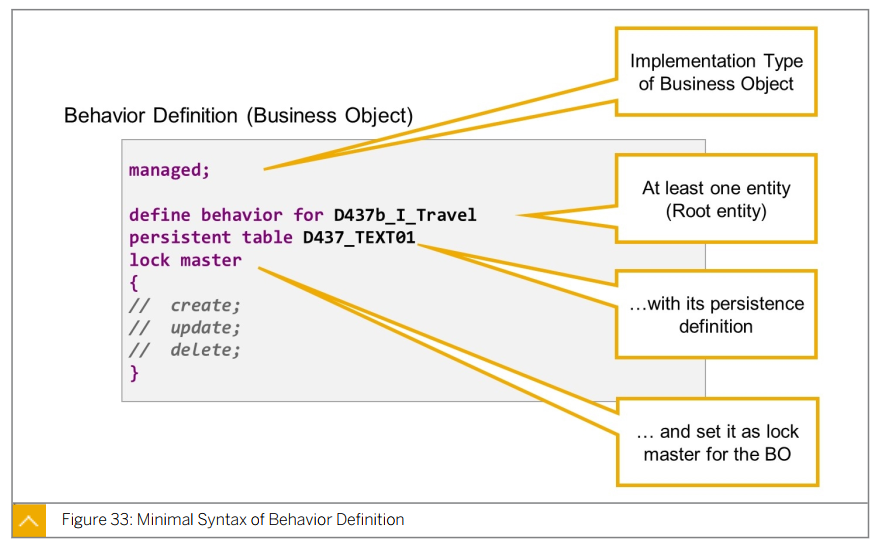 Implementation Type
of Business Object
Behavior Definition (Business Object)
managed;
define behavior for D437b_I_Travel
persistent table D437_TEXT01
lock master
{
//  create;
//  update;
//  delete;
}
At least one entity
(Root entity)
…with its persistence
definition
… and set it as lock
master for the BO
Figure 33: Minimal Syntax of Behavior Definition